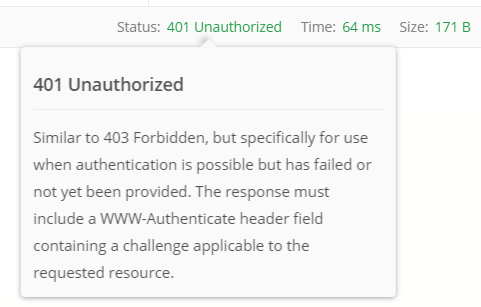 Status: 401 Unauthorized Time: 64 ms Size: 171 B
401 Unauthorized
Similar to 403 Forbidden, but specifically for use
when authentication is possible but has failed or
not yet been provided. The response must
include a WWW-Authenticate header field
containing a challenge applicable to the
requested resource.